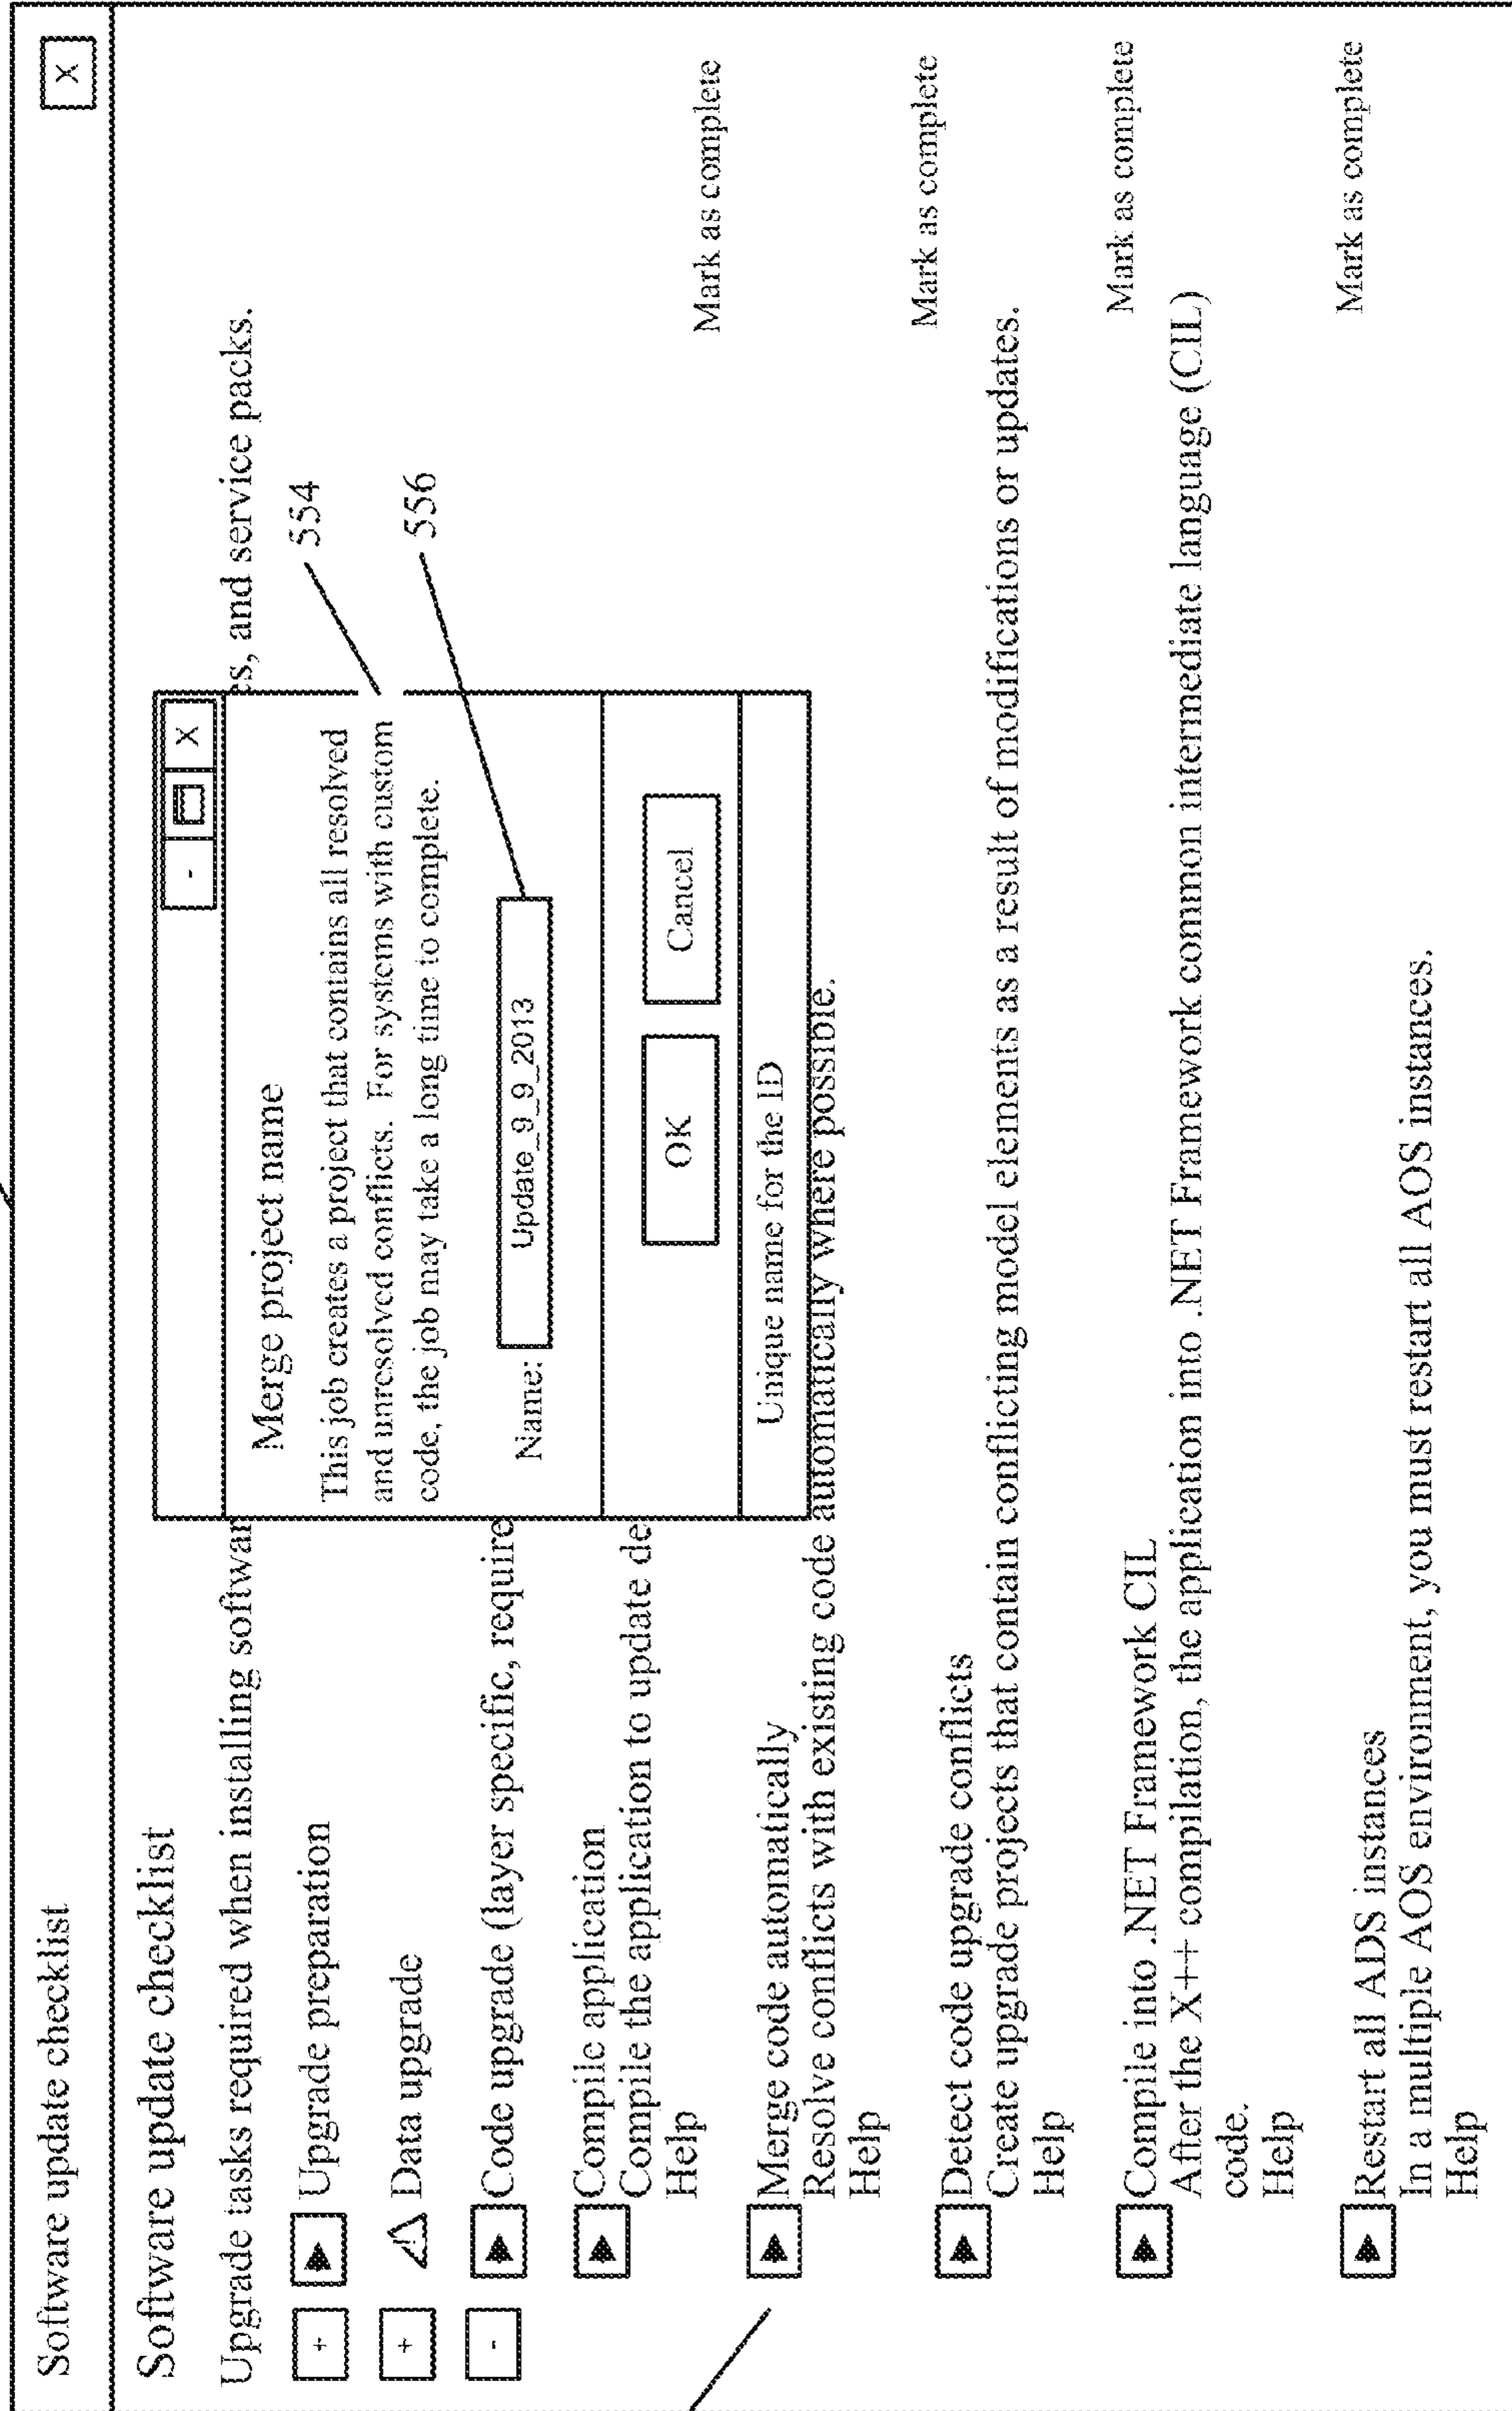 Software update checklist
X
Software update checklist
Upgrade tasks required when installing softwar
es, and service packs.
+ Upgrade preparation
+ Data upgrade
- Code upgrade (layer specific, require
Compile application
Compile the application to update de
Help
Mark as complete
Merge code automatically
Resolve conflicts with existing code automatically where possible.
Help
Mark as complete
Detect code upgrade conflicts
Create upgrade projects that contain conflicting model elements as a result of modifications or updates.
Help
Mark as complete
Compile into .NET Framework CIL
After the X++ compilation, the application into .NET Framework common intermediate language (CIL)
code.
Help
Mark as complete
Restart all ADS instances
In a multiple AOS environment, you must restart all AOS instances.
Help
- X
Merge project name
This job creates a project that contains all resolved
and unresolved conflicts. For systems with custom
code, the job may take a long time to complete.
Name: Update_9_9_2013
OK Cancel
Unique name for the ID
554
556